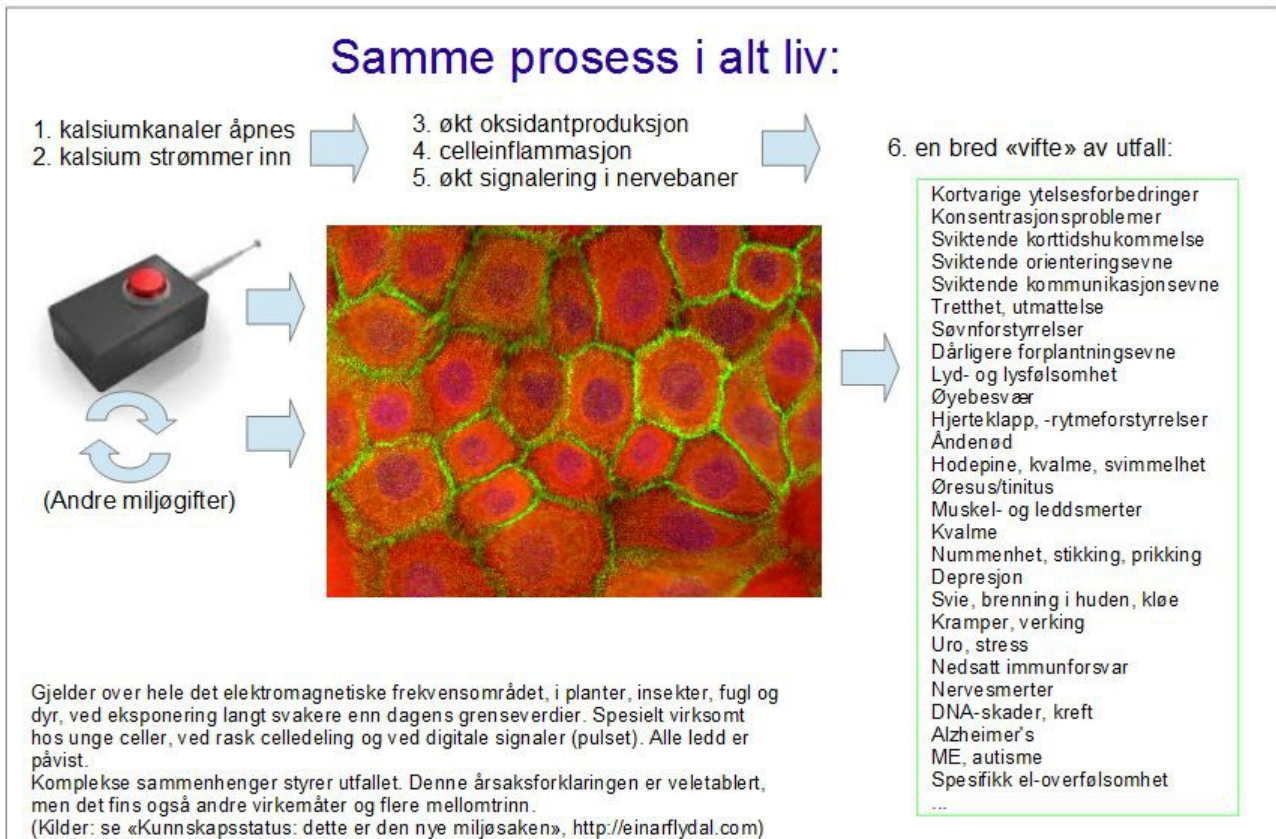 Samme prosess i alt liv:
1. kalsiumkanaler åpnes
2. kalsium strømmer inn
3. økt oksidantproduksjon
4. celleinflammasjon
5. økt signalering i nervebaner
6. en bred «vifte» av utfall:
(Andre miljøgifter)
Kortvarige ytelsesforbedringer
Konsentrasjonsproblemer
Sviktende korttidshukommelse
Sviktende orienteringsevne
Sviktende kommunikasjonsevne
Tretthet, utmattelse
Søvnforstyrrelser
Dårligere forplantningsevne
Lyd- og lysfølsomhet
Øyebesvær
Hjerteklapp, -rytmeforstyrrelser
Åndenød
Hodepine, kvalme, svimmelhet
Øresus/tinitus
Muskel- og leddsmerter
Kvalme
Nummenhet, stikking, prikking
Depresjon
Svie, brenning i huden, kløe
Kramper, verking
Uro, stress
Nedsatt immunforsvar
Nervesmerter
DNA-skader, kreft
Alzheimer's
ME, autisme
Spesifikk el-overfølsomhet
...
Gjelder over hele det elektromagnetiske frekvensområdet, i planter, insekter, fugl og
dyr, ved eksponering langt svakere enn dagens grenseverdier. Spesielt virksomt
hos unge celler, ved rask celledeling og ved digitale signaler (pulset). Alle ledd er
påvist.
Komplekse sammenhenger styrer utfallet. Denne årsaksforklaringen er veletablert,
men det fins også andre virkemåter og flere mellomtrinn.
(Kilder: se «Kunnskapsstatus: dette er den nye miljøsaken», http://einarflydal.com)